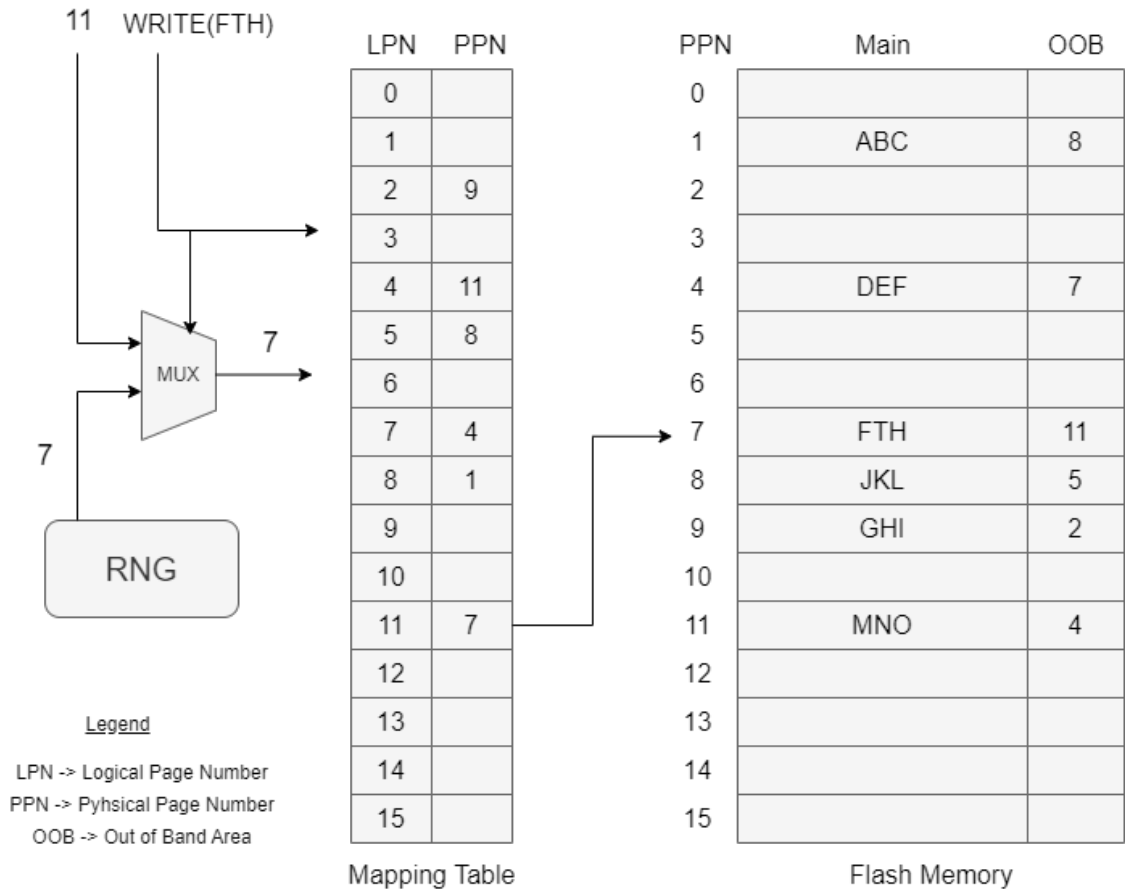 11 WRITE(FTH)
LPN PPN PPN Main OOB
0 0
1 1 ABC 8
2 9 2
3 3
4 11 4 DEF 7
5 8 5
7
MUX
6 6
7 4 7 FTH 11
7
8 1 8 JKL 5
9 9 GHI 2
RNG
10 10
11 7 11 MNO 4
12 12
Legend
13 13
LPN -> Logical Page Number
14 14
PPN -> Pyhsical Page Number
15 15
OOB -> Out of Band Area
Mapping Table Flash Memory